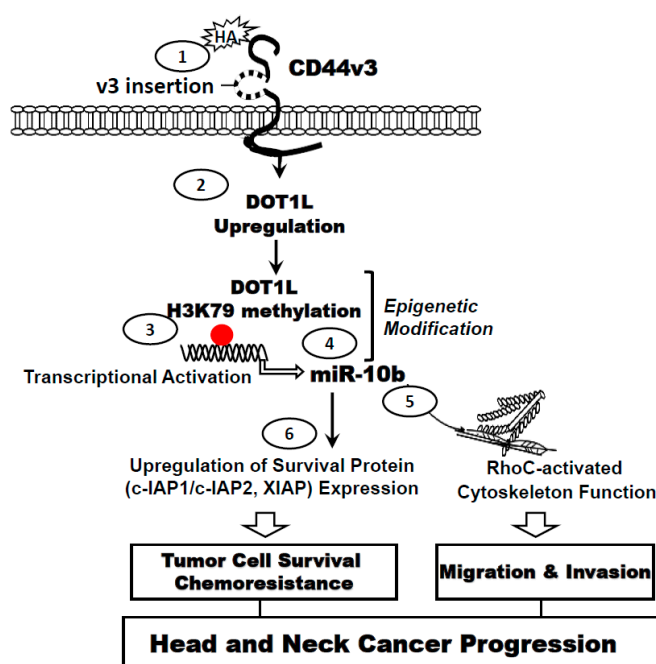 1
HA
CD44v3
v3 insertion
2
DOT1L
Upregulation
DOT1L
H3K79 methylation
Epigenetic
Modification
3
4
Transcriptional Activation
miR-10b
5
6
Upregulation of Survival Protein
(c-IAP1/c-IAP2, XIAP) Expression
RhoC-activated
Cytoskeleton Function
Tumor Cell Survival
Chemoresistance
Migration & Invasion
Head and Neck Cancer Progression